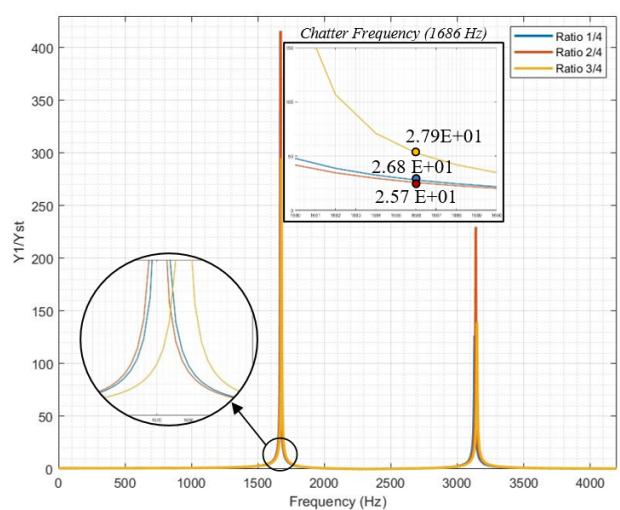 Chatter Frequency (1686 Hz)
Ratio 1/4
Ratio 2/4
Ratio 3/4
2.79E+01
2.68 E+01
2.57 E+01
400
350
300
250
200
150
100
50
0
Y1/Yst
0 500 1000 1500 2000 2500 3000 3500 4000
Frequency (Hz)